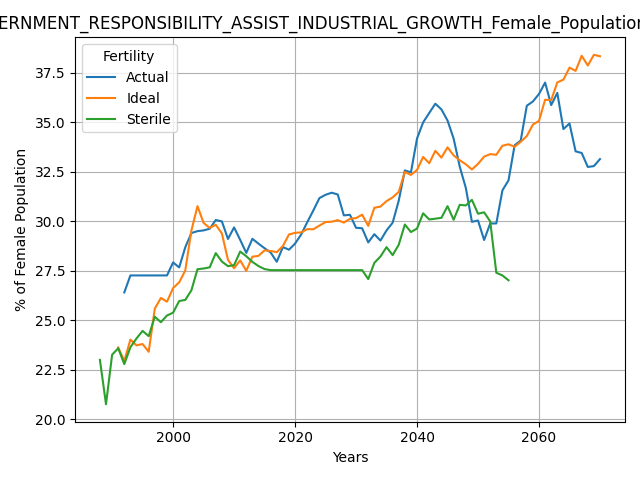 ERNMENT_RESPONSIBILITY_ASSIST_INDUSTRIAL_GROWTH_Female_Population
Fertility
Actual
Ideal
Sterile
% of Female Population
37.5
35.0
32.5
30.0
27.5
25.0
22.5
20.0
2000
2020
2040
2060
Years